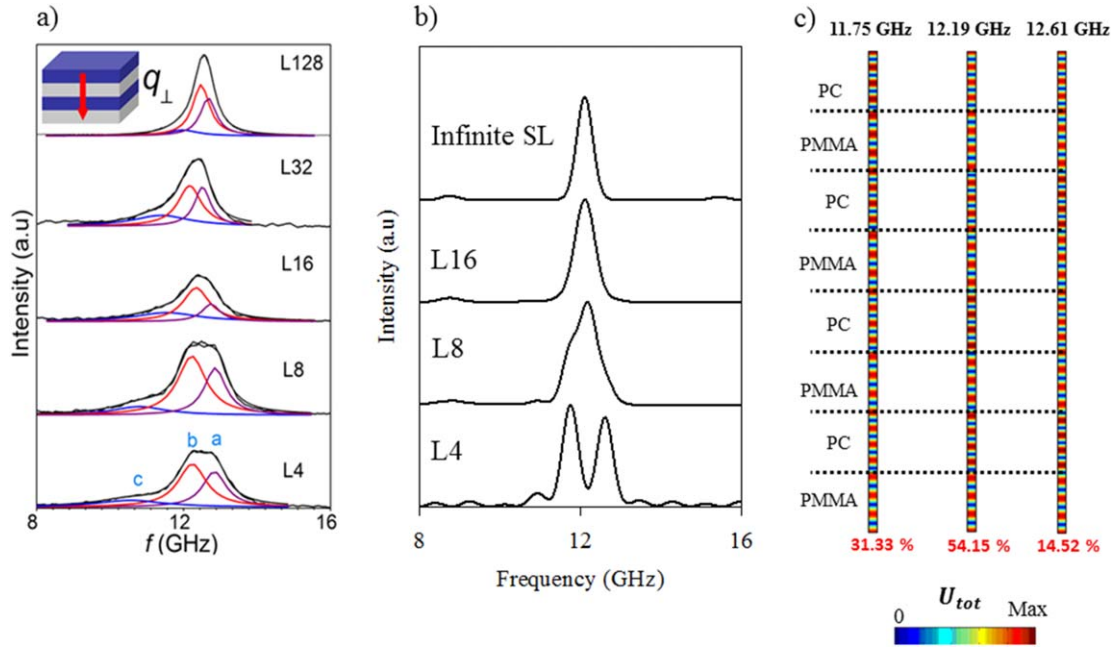 a)
q⊥
L128
L32
L16
L8
b
a
c
L4
Intensity (a.u)
8
12
16
f (GHz)
b)
Infinite SL
L16
L8
L4
Intensity (a.u)
8
12
16
Frequency (GHz)
c)
11.75 GHz 12.19 GHz 12.61 GHz
PC
PMMA
PC
PMMA
PC
PMMA
PC
PMMA
31.33 % 54.15 % 14.52 %
U_tot
0
Max